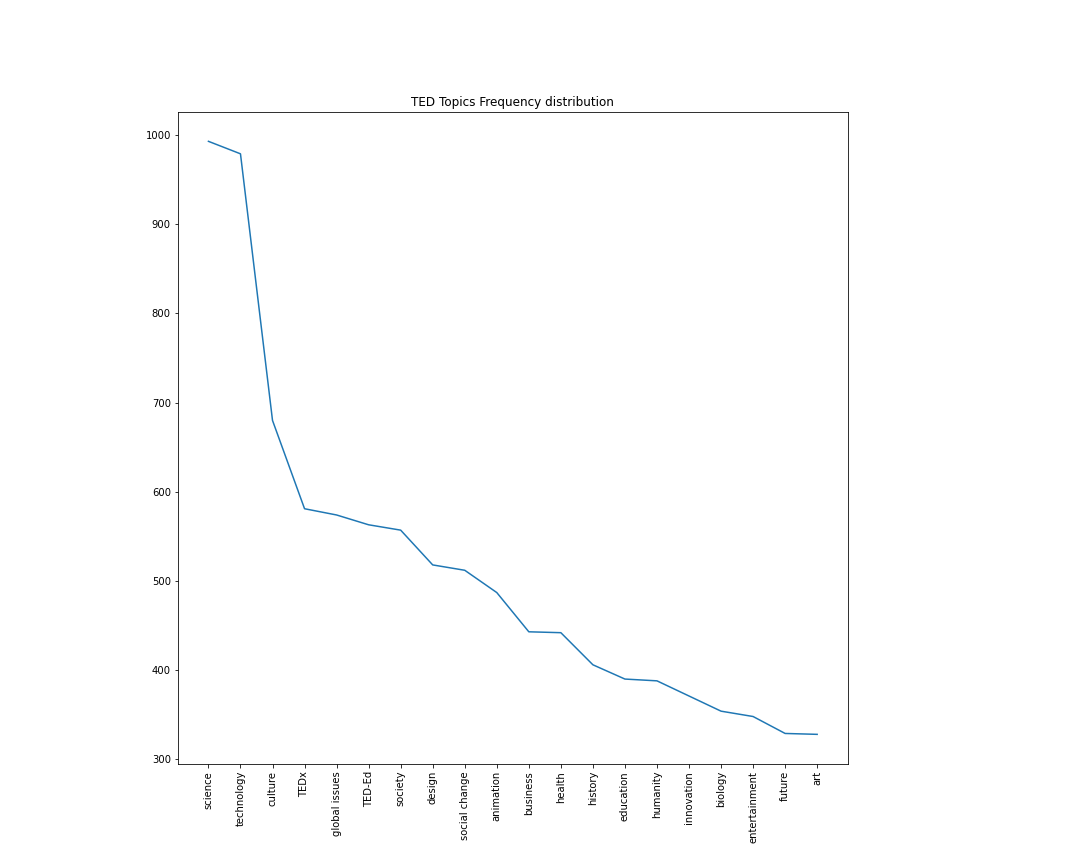 TED Topics Frequency distribution
1000
900
800
700
600
500
400
300
science
technology
culture
TEDx
global issues
TED-Ed
society
design
social change
animation
business
health
history
education
humanity
innovation
biology
entertainment
future
art